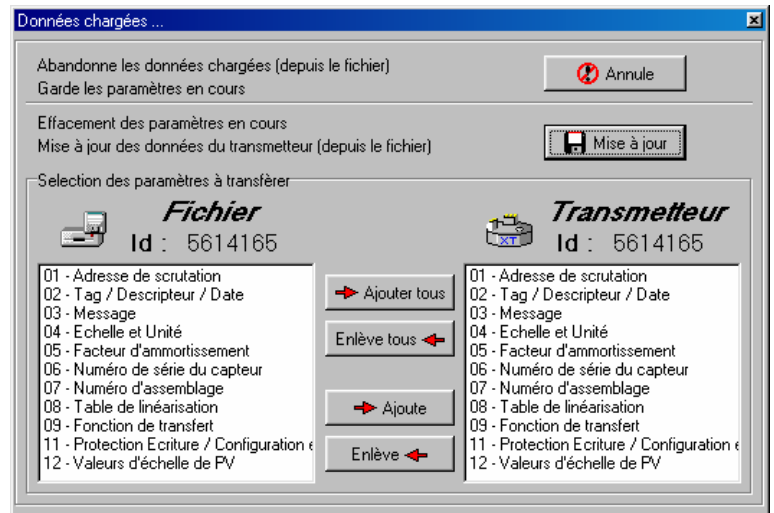 Données chargées ...
Abandonne les données chargées (depuis le fichier)
Garde les paramètres en cours
Annule
Effacement des paramètres en cours
Mise à jour des données du transmetteur (depuis le fichier)
Mise à jour
Selection des paramètres à transfèrer
Fichier
Id : 5614165
01 - Adresse de scrutation
02 - Tag / Descripteur / Date
03 - Message
04 - Echelle et Unité
05 - Facteur d'ammortissement
06 - Numéro de série du capteur
07 - Numéro d'assemblage
08 - Table de linéarisation
09 - Fonction de transfert
11 - Protection Ecriture / Configuration e
12 - Valeurs d'échelle de PV
Ajouter tous
Enlève tous
Ajoute
Enlève
Transmetteur
XT
Id : 5614165
01 - Adresse de scrutation
02 - Tag / Descripteur / Date
03 - Message
04 - Echelle et Unité
05 - Facteur d'ammortissement
06 - Numéro de série du capteur
07 - Numéro d'assemblage
08 - Table de linéarisation
09 - Fonction de transfert
11 - Protection Ecriture / Configuration e
12 - Valeurs d'échelle de PV